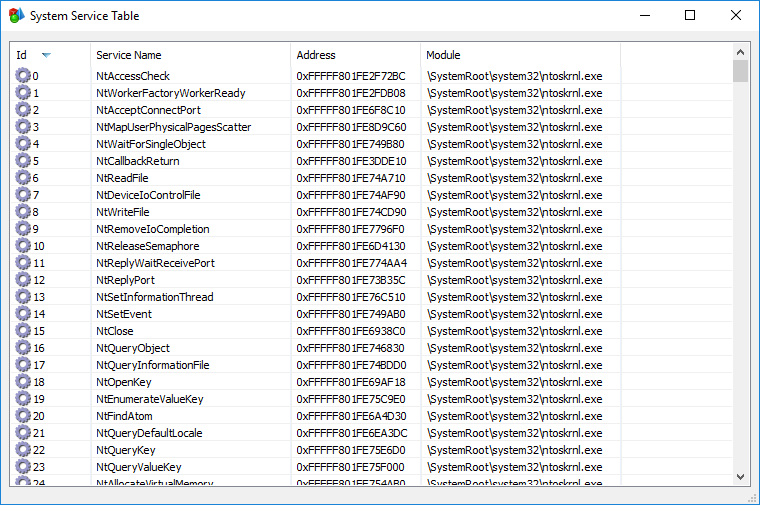 System Service Table
Id Service Name Address Module
0 NtAccessCheck 0xFFFFF801FE2F72BC \SystemRoot\system32\ntoskrnl.exe
1 NtWorkerFactoryWorkerReady 0xFFFFF801FE2FDB08 \SystemRoot\system32\ntoskrnl.exe
2 NtAcceptConnectPort 0xFFFFF801FE6F8C10 \SystemRoot\system32\ntoskrnl.exe
3 NtMapUserPhysicalPagesScatter 0xFFFFF801FE8D9C60 \SystemRoot\system32\ntoskrnl.exe
4 NtWaitForSingleObject 0xFFFFF801FE749B80 \SystemRoot\system32\ntoskrnl.exe
5 NtCallbackReturn 0xFFFFF801FE3DDE10 \SystemRoot\system32\ntoskrnl.exe
6 NtReadFile 0xFFFFF801FE74A710 \SystemRoot\system32\ntoskrnl.exe
7 NtDeviceIoControlFile 0xFFFFF801FE74AF90 \SystemRoot\system32\ntoskrnl.exe
8 NtWriteFile 0xFFFFF801FE74CD90 \SystemRoot\system32\ntoskrnl.exe
9 NtRemoveIoCompletion 0xFFFFF801FE7796F0 \SystemRoot\system32\ntoskrnl.exe
10 NtReleaseSemaphore 0xFFFFF801FE6D4130 \SystemRoot\system32\ntoskrnl.exe
11 NtReplyWaitReceivePort 0xFFFFF801FE774AA4 \SystemRoot\system32\ntoskrnl.exe
12 NtReplyPort 0xFFFFF801FE73B35C \SystemRoot\system32\ntoskrnl.exe
13 NtSetInformationThread 0xFFFFF801FE76C510 \SystemRoot\system32\ntoskrnl.exe
14 NtSetEvent 0xFFFFF801FE749AB0 \SystemRoot\system32\ntoskrnl.exe
15 NtClose 0xFFFFF801FE6938C0 \SystemRoot\system32\ntoskrnl.exe
16 NtQueryObject 0xFFFFF801FE746830 \SystemRoot\system32\ntoskrnl.exe
17 NtQueryInformationFile 0xFFFFF801FE74BDD0 \SystemRoot\system32\ntoskrnl.exe
18 NtOpenKey 0xFFFFF801FE69AF18 \SystemRoot\system32\ntoskrnl.exe
19 NtEnumerateValueKey 0xFFFFF801FE75C9E0 \SystemRoot\system32\ntoskrnl.exe
20 NtFindAtom 0xFFFFF801FE6A4D30 \SystemRoot\system32\ntoskrnl.exe
21 NtQueryDefaultLocale 0xFFFFF801FE6EA3DC \SystemRoot\system32\ntoskrnl.exe
22 NtQueryKey 0xFFFFF801FE75E6D0 \SystemRoot\system32\ntoskrnl.exe
23 NtQueryValueKey 0xFFFFF801FE75F000 \SystemRoot\system32\ntoskrnl.exe
24 NtAllocateVirtualMemory 0xFFFFF801FE754AB0 \SystemRoot\system32\ntoskrnl.exe